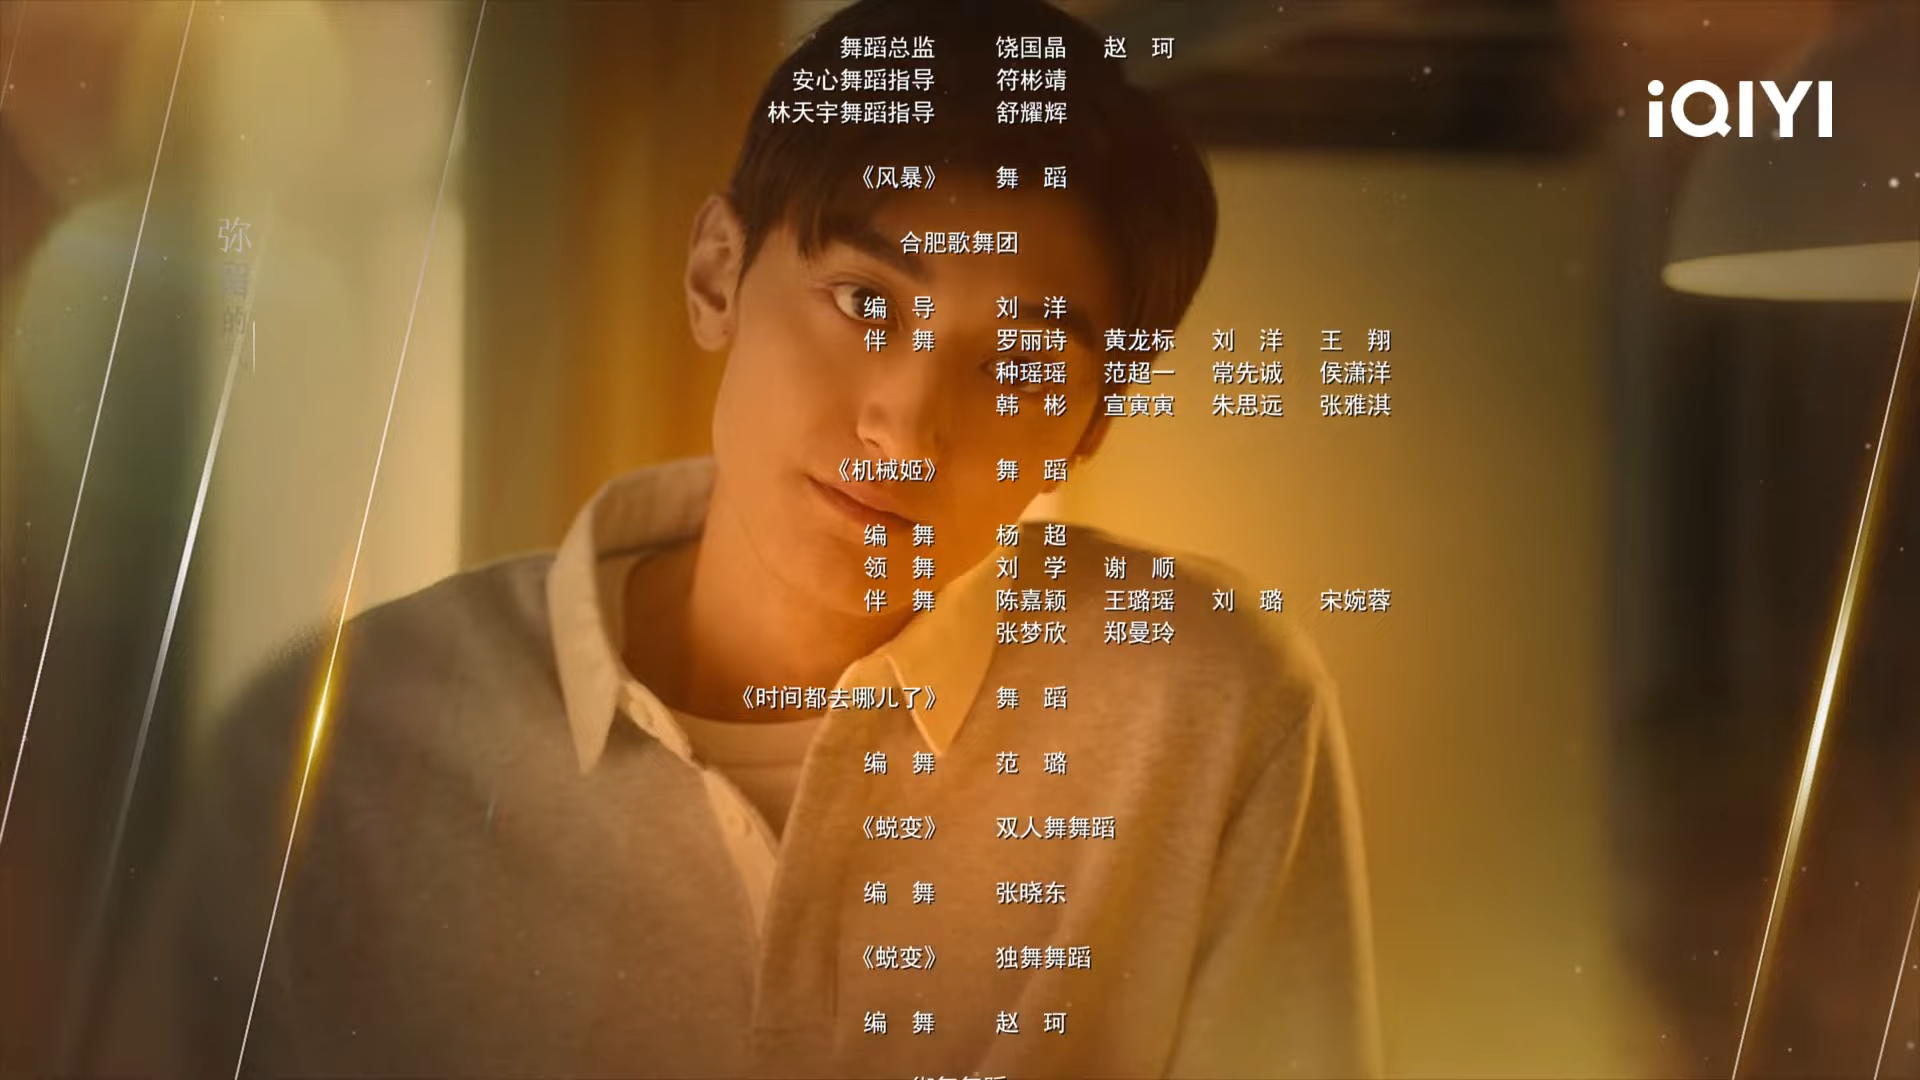 舞蹈总监 饶国晶 赵 珂
安心舞蹈指导 符彬靖
林天宇舞蹈指导 舒耀辉
iQIYI
《风暴》 舞 蹈
弥留的
合肥歌舞团
编 导 刘 洋
伴 舞 罗丽诗 黄龙标 刘 洋 王 翔
种瑶瑶 范超一 常先诚 侯潇洋
韩 彬 宣寅寅 朱思远 张雅淇
《机械姬》 舞 蹈
编 舞 杨 超
领 舞 刘 学 谢 顺
伴 舞 陈嘉颖 王璐瑶 刘 璐 宋婉蓉
张梦欣 郑曼玲
《时间都去哪儿了》 舞 蹈
编 舞 范 璐
《蜕变》 双人舞舞蹈
编 舞 张晓东
《蜕变》 独舞舞蹈
编 舞 赵 珂